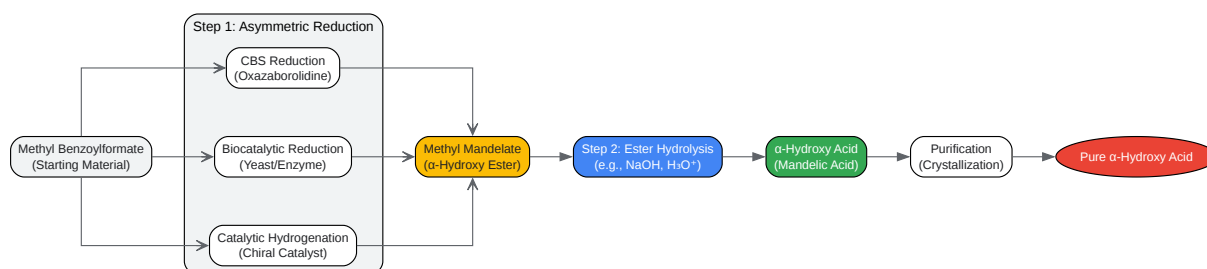 Step 1: Asymmetric Reduction
CBS Reduction
(Oxazaborolidine)
Methyl Benzoylformate
(Starting Material)
Biocatalytic Reduction
(Yeast/Enzyme)
Methyl Mandelate
(α-Hydroxy Ester)
Step 2: Ester Hydrolysis
(e.g., NaOH, H₃O⁺)
α-Hydroxy Acid
(Mandelic Acid)
Purification
(Crystallization)
Pure α-Hydroxy Acid
Catalytic Hydrogenation
(Chiral Catalyst)